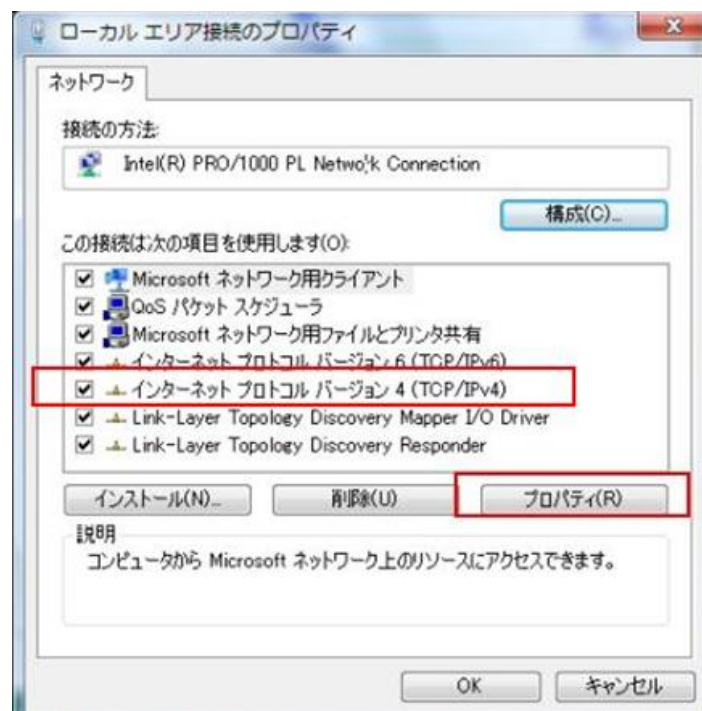 ローカル エリア接続のプロパティ
ネットワーク
接続の方法:
Intel(R) PRO/1000 PL Network Connection
構成(C)...
この接続は次の項目を使用します(O):
Microsoft ネットワーク用クライアント
QoS パケット スケジューラ
Microsoft ネットワーク用ファイルとプリンタ共有
インターネット プロトコル バージョン 6 (TCP/IPv6)
インターネット プロトコル バージョン 4 (TCP/IPv4)
Link-Layer Topology Discovery Mapper I/O Driver
Link-Layer Topology Discovery Responder
インストール(N)...
削除(U)
プロパティ(R)
説明
コンピュータから Microsoft ネットワーク上のリソースにアクセスできます。
OK
キャンセル